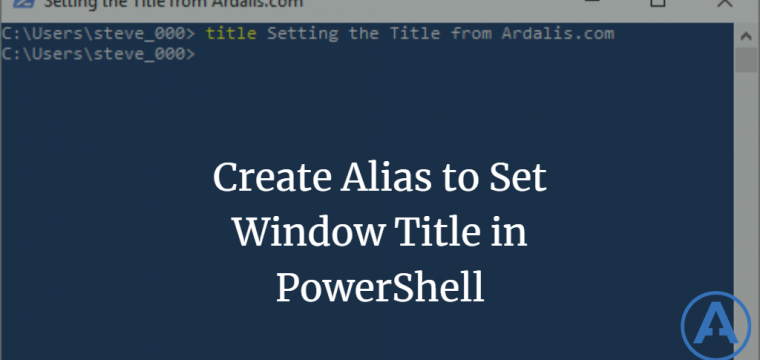 Setting the Title from Ardalis.com
C:\Users\steve_000> title Setting the Title from Ardalis.com
C:\Users\steve_000>
Create Alias to Set
Window Title in
PowerShell
A